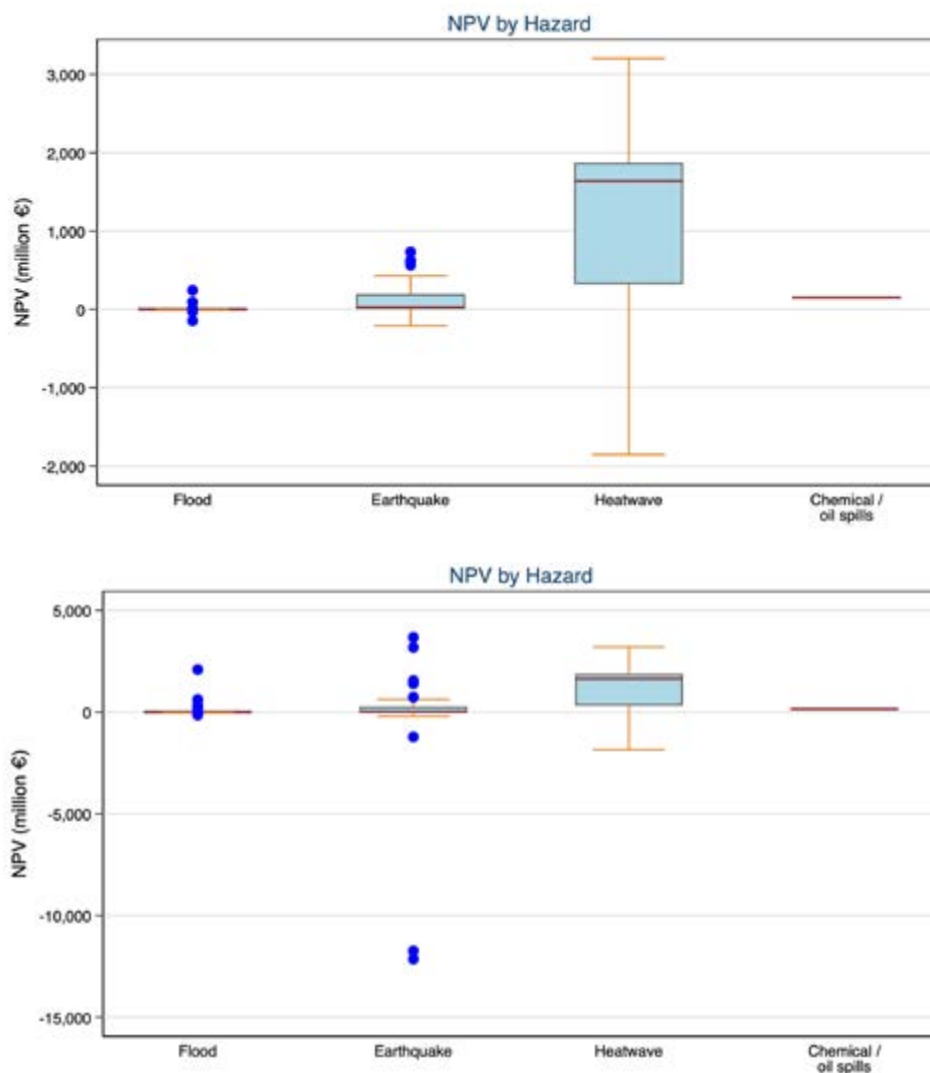 NPV by Hazard
NPV (million €)
3,000
2,000
1,000
0
-1,000
-2,000
Flood
Earthquake
Heatwave
Chemical /
oil spills
NPV by Hazard
NPV (million €)
5,000
0
-5,000
-10,000
-15,000
Flood
Earthquake
Heatwave
Chemical /
oil spills